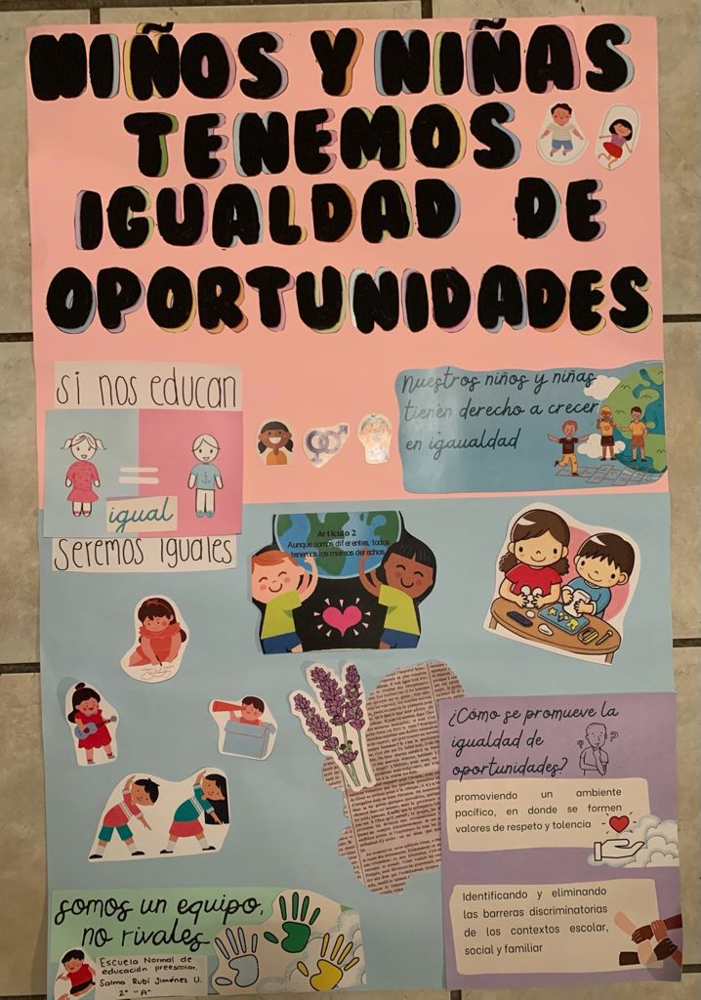 NIÑOS Y NIÑAS
TENEMOS
IGUALDAD DE
OPORTUNIDADES
si nos educan
igual
seremos iguales
Nuestros niños y niñas
tienen derecho a crecer
en igaualdad
Artículo 2
Aunque somos diferentes, todos
tenemos los mismos derechos.
¿Cómo se promueve la
igualdad de
oportunidades?
promoviendo un ambiente
pacífico, en donde se formen
valores de respeto y tolencia
Identificando y eliminando
las barreras discriminatorias
de los contextos escolar,
social y familiar
somos un equipo,
no rivales
Escuela Normal de
educación preescolar.
Salma Rubí Jiménez U.
2° "A"